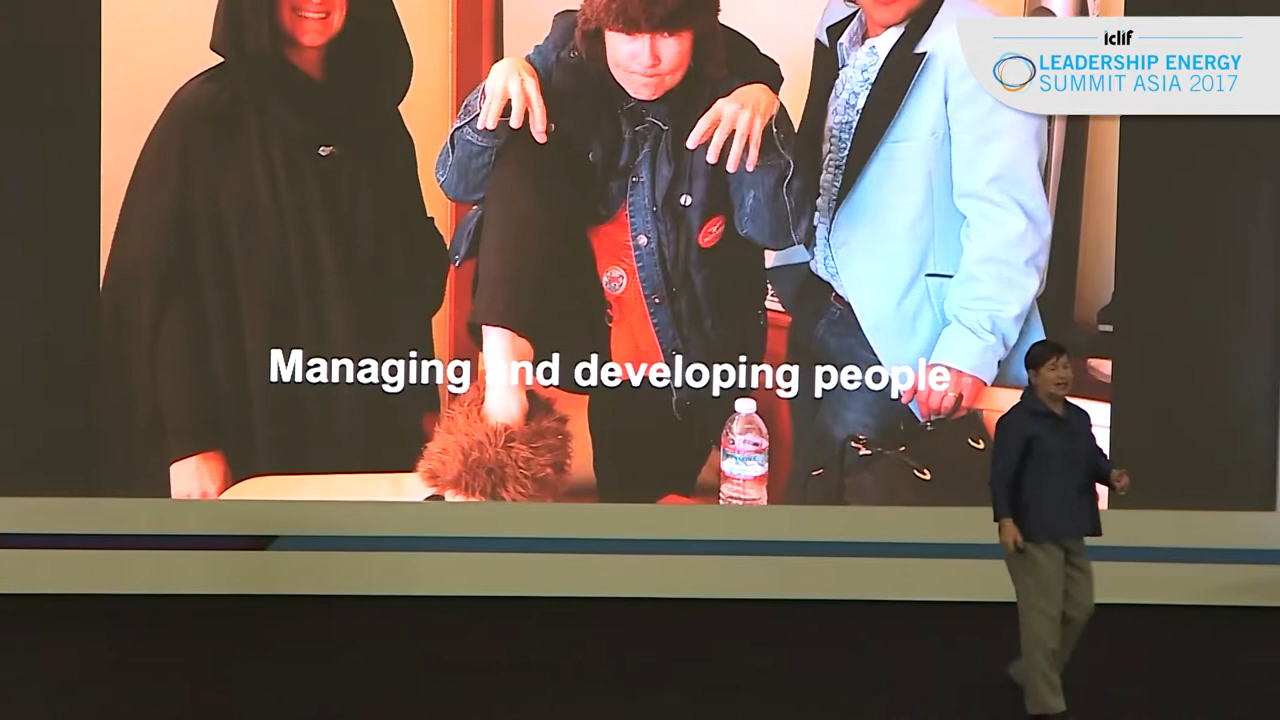 iclif
LEADERSHIP ENERGY
SUMMIT ASIA 2017
Managing and developing people